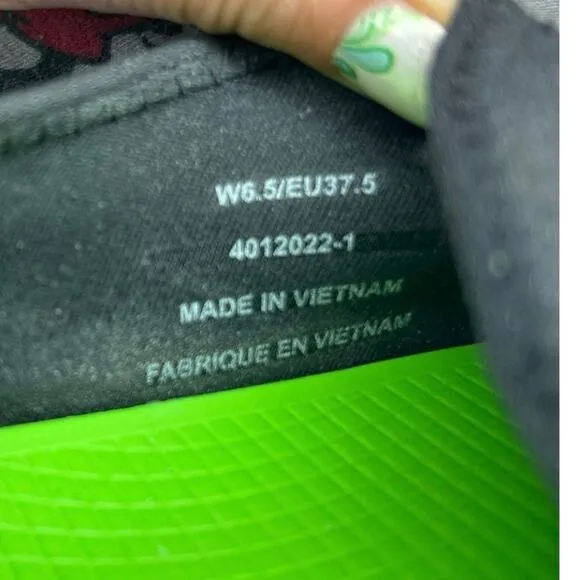 W6.5/EU37.5
4012022-1
MADE IN VIETNAM
FABRIQUE EN VIETNAM